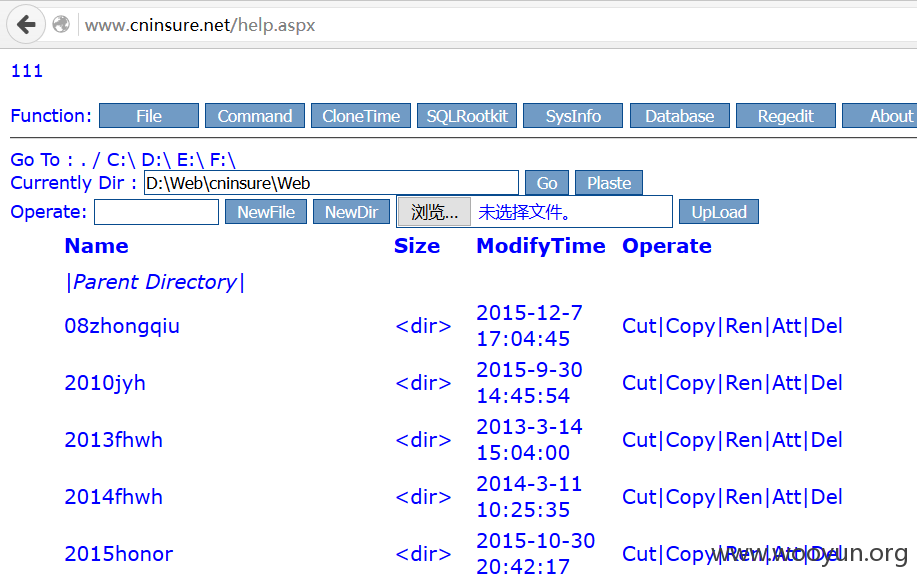 www.cninsure.net/help.aspx
111
Function: File Command CloneTime SQLRootkit SysInfo Database Regedit About
Go To : . / C:\ D:\ E:\ F:\
Currently Dir : D:\Web\cninsure\Web Go Plaste
Operate: NewFile NewDir 浏览... 未选择文件。 UpLoad
Name Size ModifyTime Operate
|Parent Directory|
08zhongqiu <dir> 2015-12-7 17:04:45 Cut|Copy|Ren|Att|Del
2010jyh <dir> 2015-9-30 14:45:54 Cut|Copy|Ren|Att|Del
2013fhwh <dir> 2013-3-14 15:04:00 Cut|Copy|Ren|Att|Del
2014fhwh <dir> 2014-3-11 10:25:35 Cut|Copy|Ren|Att|Del
2015honor <dir> 2015-10-30 20:42:17 Cut|Copy|Ren|Att|Del
www.wooyun.org